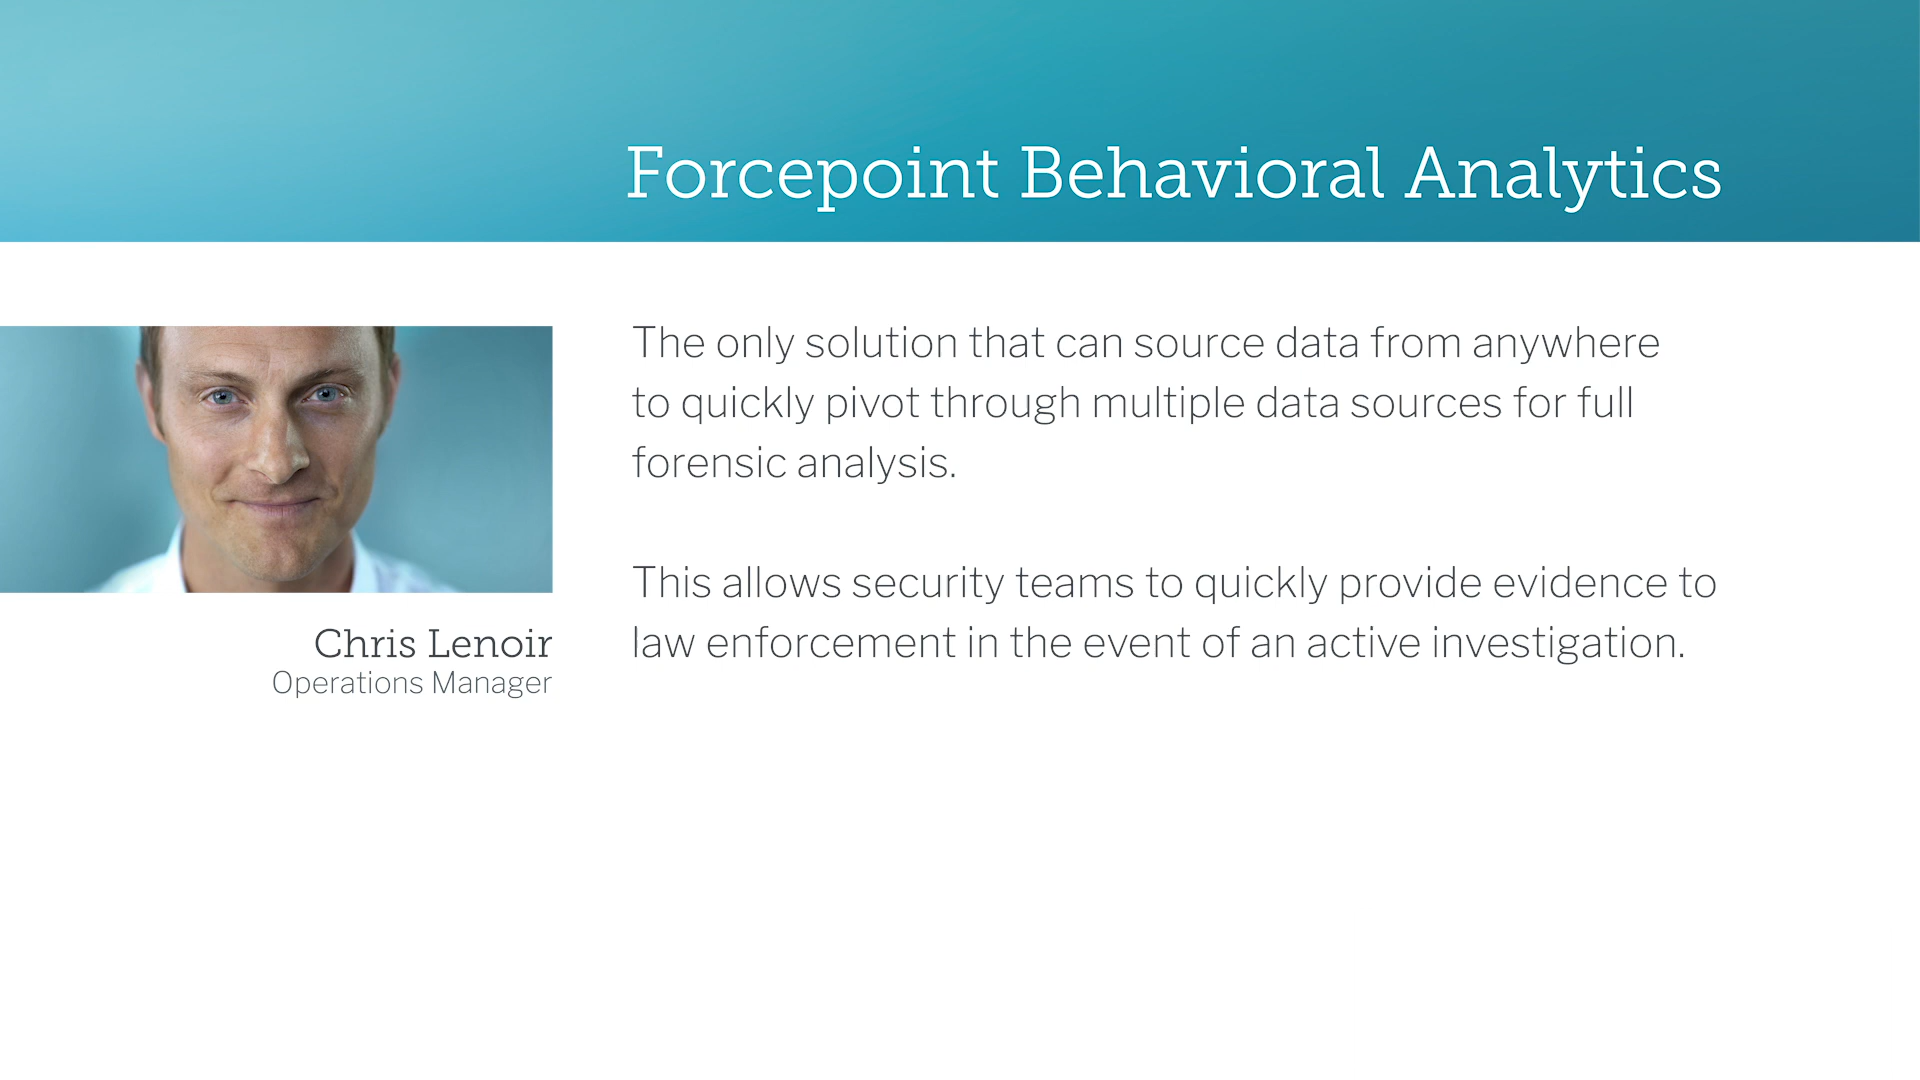 Forcepoint Behavioral Analytics
The only solution that can source data from anywhere
to quickly pivot through multiple data sources for full
forensic analysis.
This allows security teams to quickly provide evidence to
law enforcement in the event of an active investigation.
Chris Lenoir
Operations Manager